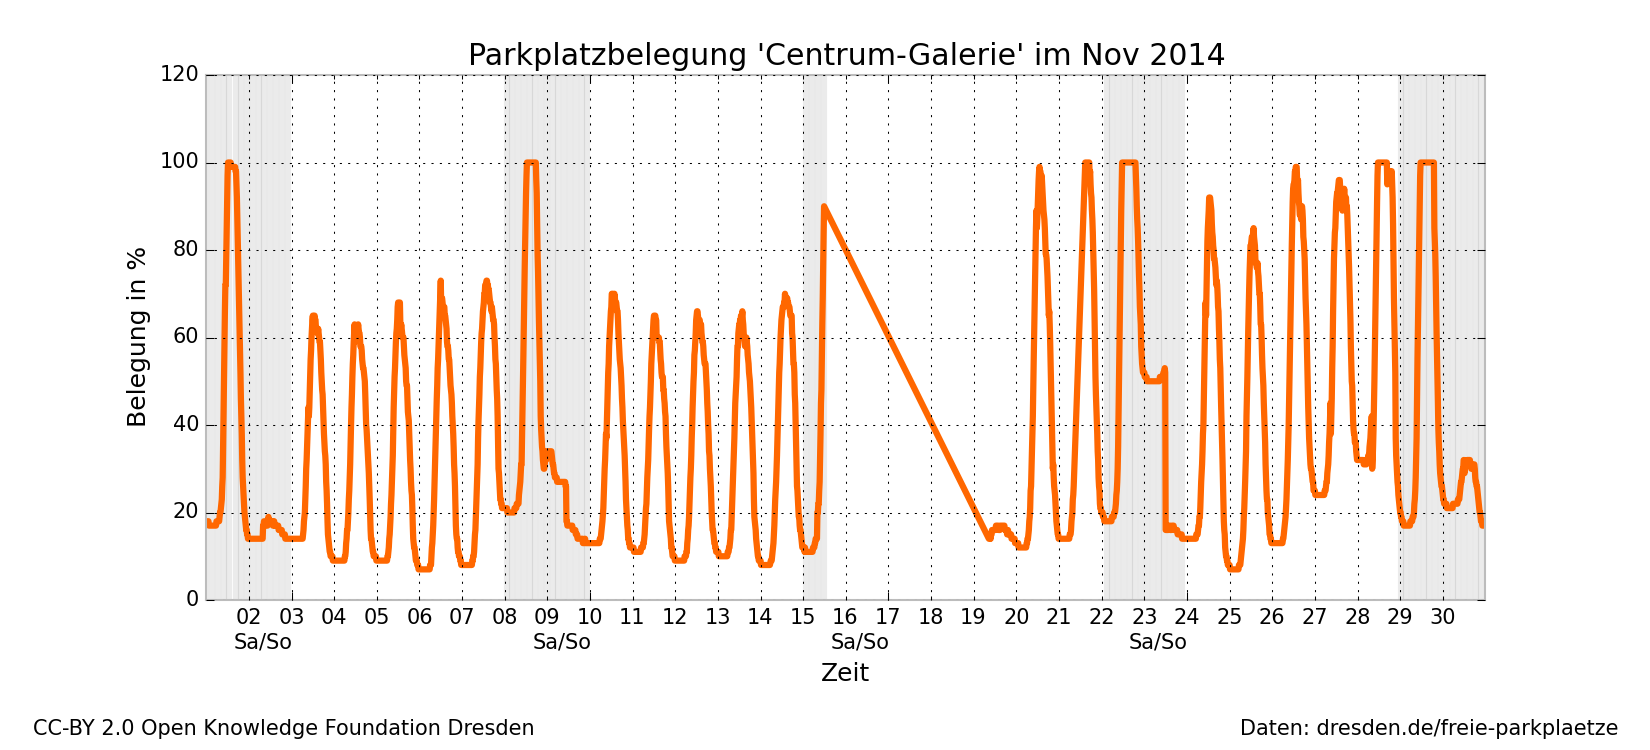 Parkplatzbelegung 'Centrum-Galerie' im Nov 2014
Belegung in %
120
100
80
60
40
20
0
02 03 04 05 06 07 08 09 10 11 12 13 14 15 16 17 18 19 20 21 22 23 24 25 26 27 28 29 30
Sa/So Sa/So Sa/So Sa/So
Zeit
CC-BY 2.0 Open Knowledge Foundation Dresden
Daten: dresden.de/freie-parkplaetze